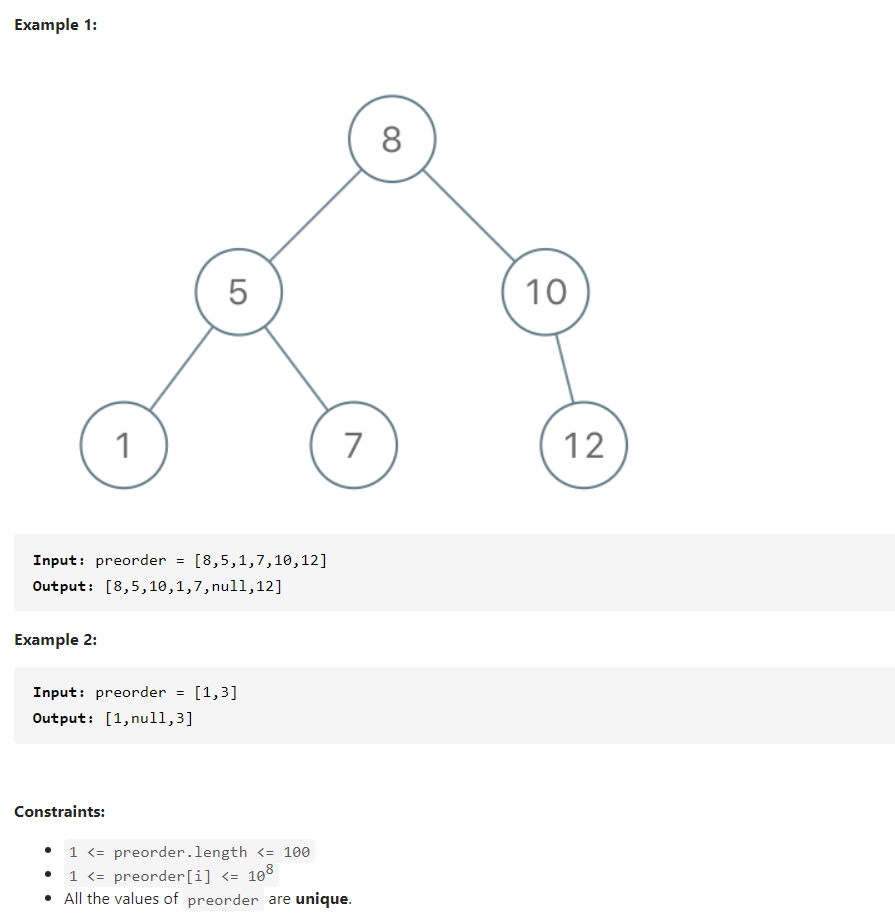 Example 1:
8
5 10
1 7 12
Input: preorder = [8,5,1,7,10,12]
Output: [8,5,10,1,7,null,12]
Example 2:
Input: preorder = [1,3]
Output: [1,null,3]
Constraints:
• 1 <= preorder.length <= 100
• 1 <= preorder[i] <= 10⁸
• All the values of preorder are unique.